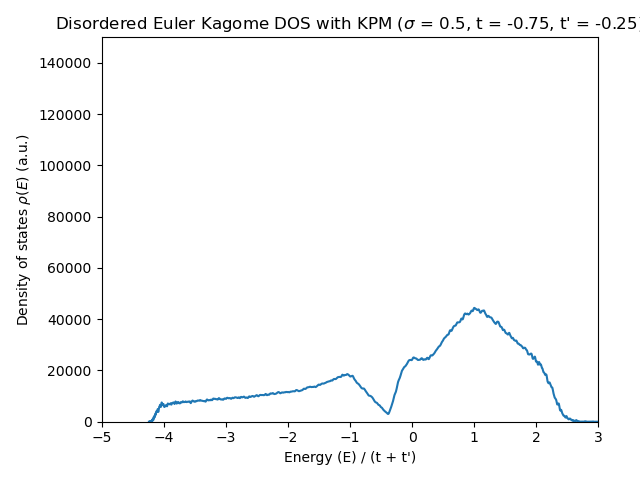 Disordered Euler Kagome DOS with KPM (σ = 0.5, t = -0.75, t' = -0.25)
140000
120000
100000
80000
60000
40000
20000
0
Density of states ρ(E) (a.u.)
−5 −4 −3 −2 −1 0 1 2 3
Energy (E) / (t + t')